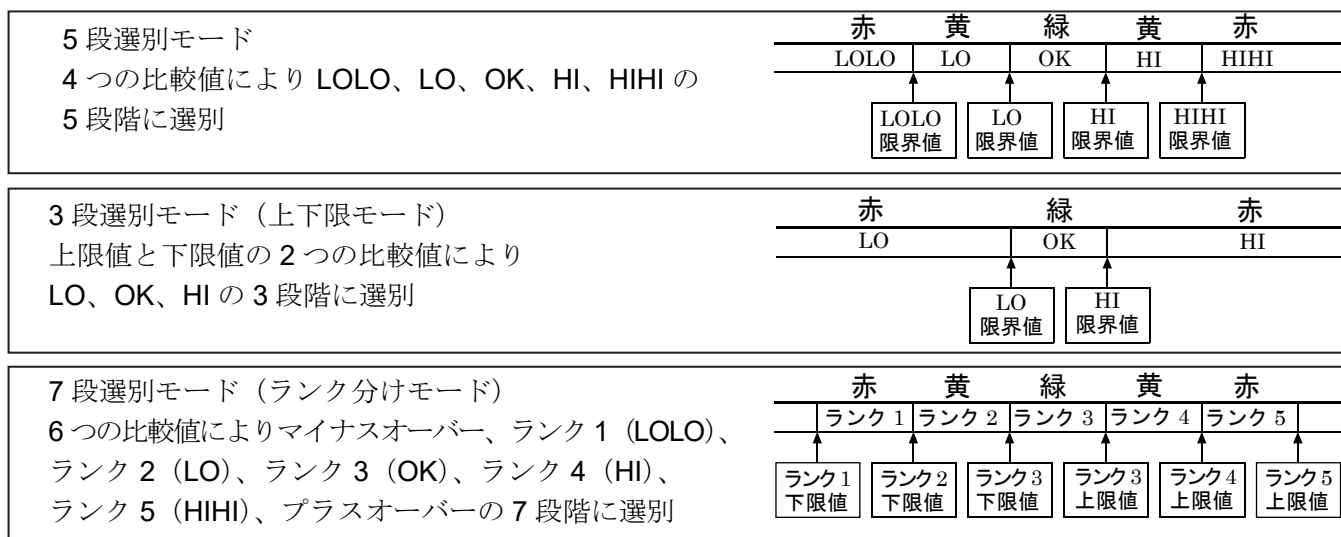 5 段選別モード
4 つの比較値により LOLO、LO、OK、HI、HIHI の
5 段階に選別
赤 黄 緑 黄 赤
LOLO LO OK HI HIHI
LOLO LO HI HIHI
限界値 限界値 限界値 限界値
3 段選別モード（上下限モード）
上限値と下限値の 2 つの比較値により
LO、OK、HI の 3 段階に選別
赤 緑 赤
LO OK HI
LO HI
限界値 限界値
7 段選別モード（ランク分けモード）
6 つの比較値によりマイナスオーバー、ランク 1（LOLO）、
ランク 2（LO）、ランク 3（OK）、ランク 4（HI）、
ランク 5（HIHI）、プラスオーバーの 7 段階に選別
赤 黄 緑 黄 赤
ランク 1 ランク 2 ランク 3 ランク 4 ランク 5
ランク1 ランク2 ランク3 ランク3 ランク4 ランク5
下限値 下限値 下限値 上限値 上限値 上限値